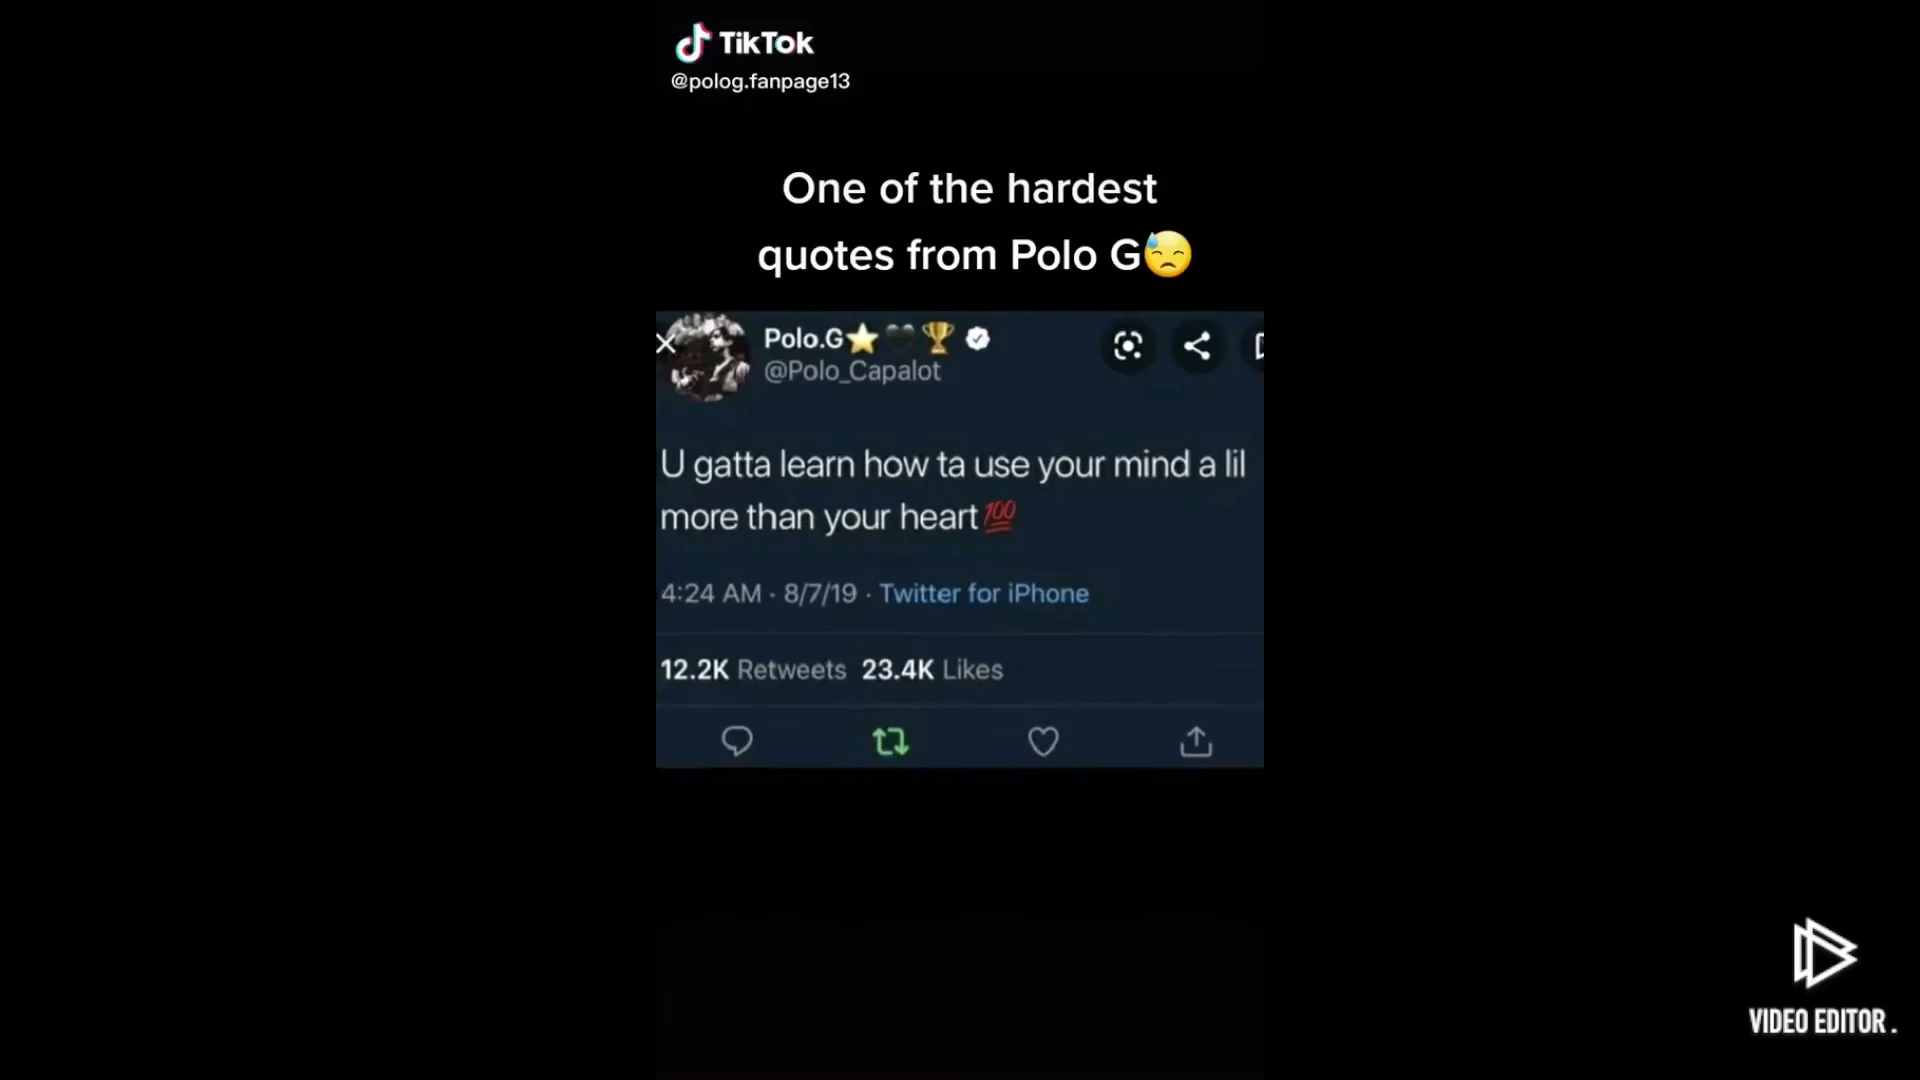 TikTok
@polog.fanpage13
One of the hardest
quotes from Polo G😓
Polo.G⭐🖤🏆
@Polo_Capalot
U gatta learn how ta use your mind a lil
more than your heart💯
4:24 AM · 8/7/19 · Twitter for iPhone
12.2K Retweets 23.4K Likes
VIDEO EDITOR .